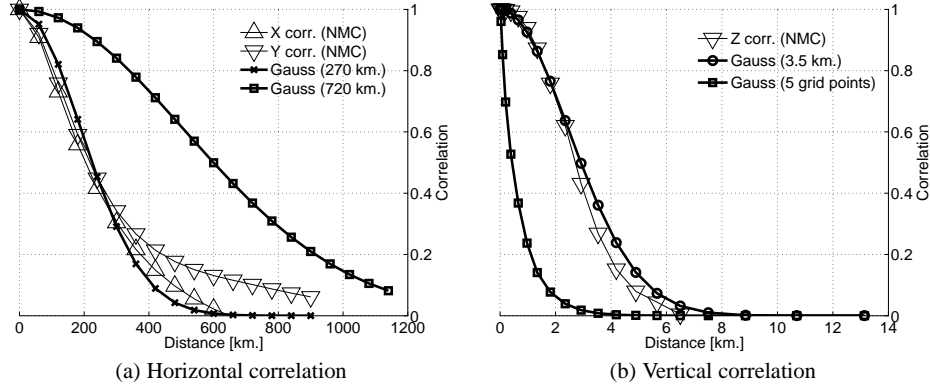 1
0.8
0.6
0.4
0.2
0
Correlation
0 200 400 600 800 1000 1200
Distance [km.]
X corr. (NMC)
Y corr. (NMC)
Gauss (270 km.)
Gauss (720 km.)
(a) Horizontal correlation
1
0.8
0.6
0.4
0.2
0
Correlation
0 2 4 6 8 10 12 14
Distance [km.]
Z corr. (NMC)
Gauss (3.5 km.)
Gauss (5 grid points)
(b) Vertical correlation